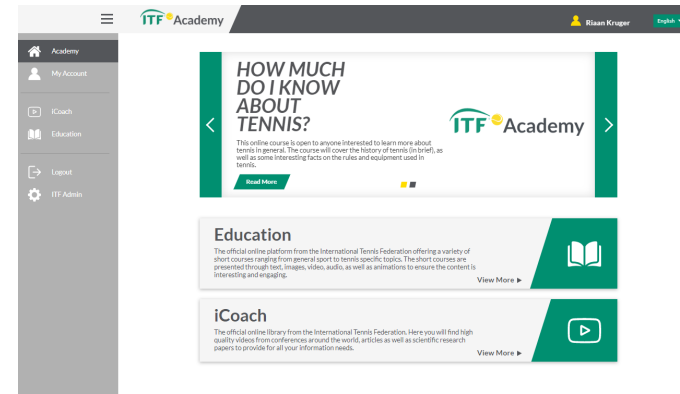 ITF Academy
Riaan Kruger
English
Academy
My Account
iCoach
Education
Logout
ITF Admin
HOW MUCH
DO I KNOW
ABOUT
TENNIS?
This online course is open to anyone interested to learn more about
tennis in general. The course will cover the history of tennis (in brief), as
well as some interesting facts on the rules and equipment used in
tennis.
Read More
ITF Academy
Education
The official online platform from the International Tennis Federation offering a variety of
short courses ranging from general sport to tennis specific topics. The short courses are
presented through text, images, video, audio, as well as animations to ensure the content is
interesting and engaging.
View More
iCoach
The official online library from the International Tennis Federation. Here you will find high
quality videos from conferences around the world, articles as well as scientific research
papers to provide for all your information needs.
View More